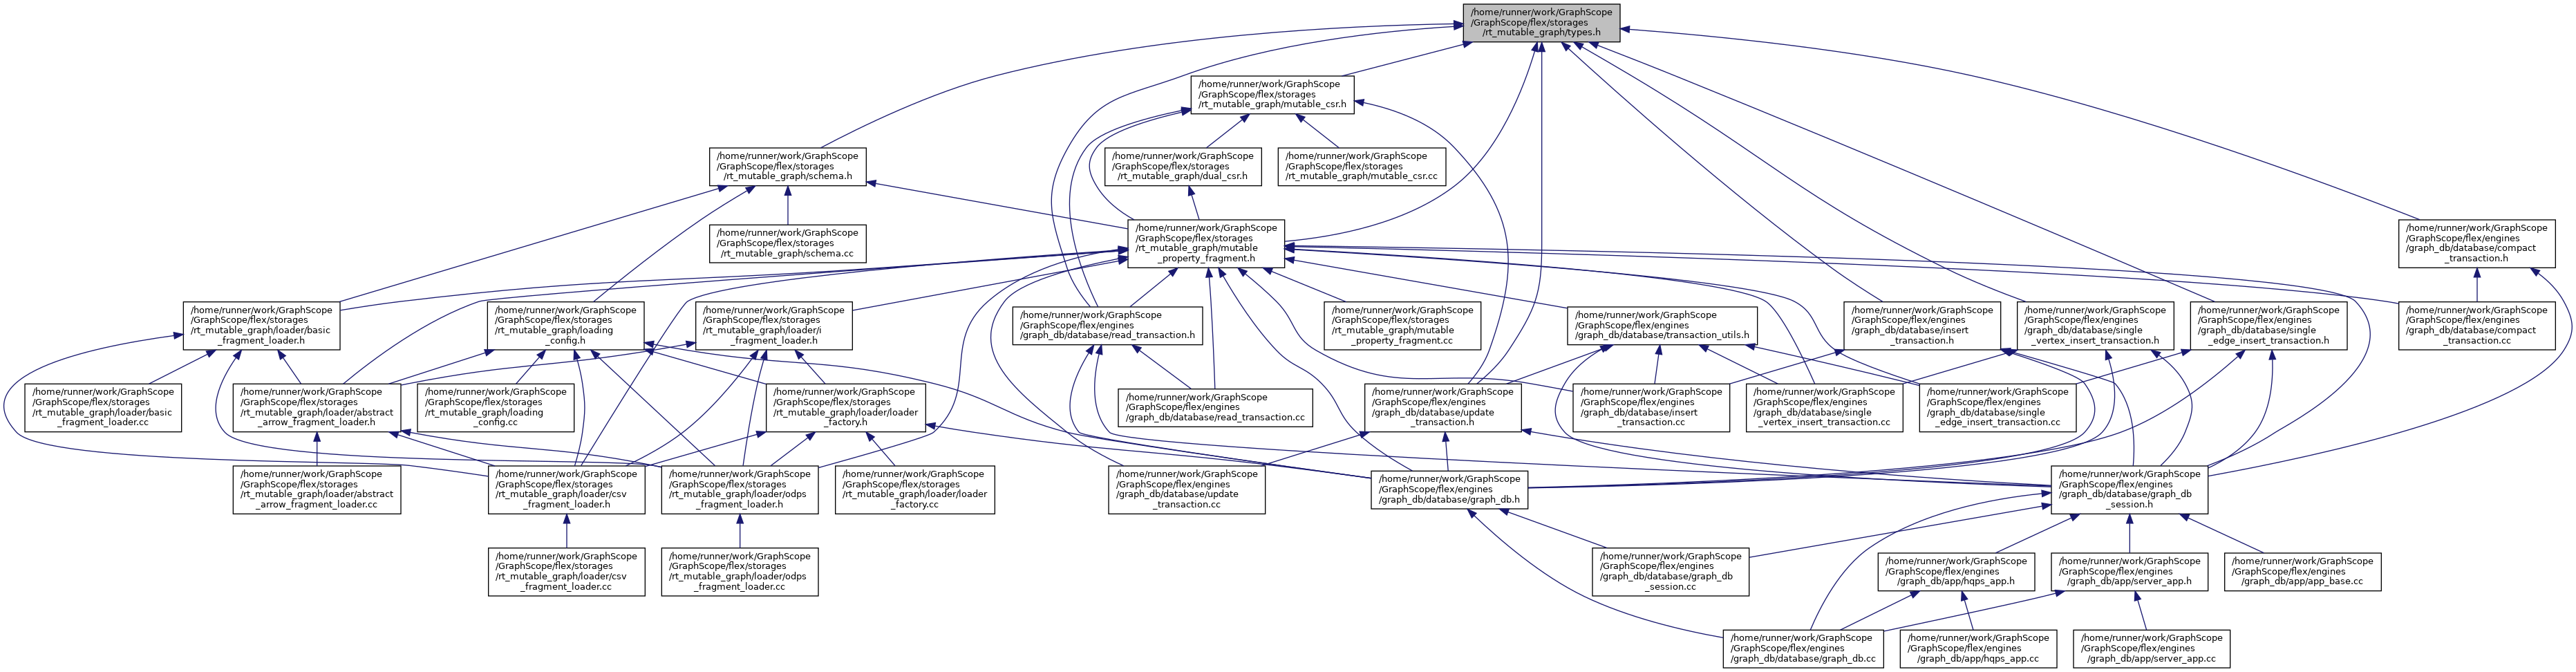 /home/runner/work/GraphScope
/GraphScope/flex/storages
/rt_mutable_graph/types.h
/home/runner/work/GraphScope
/GraphScope/flex/storages
/rt_mutable_graph/mutable_csr.h
/home/runner/work/GraphScope
/GraphScope/flex/storages
/rt_mutable_graph/schema.h
/home/runner/work/GraphScope
/GraphScope/flex/storages
/rt_mutable_graph/dual_csr.h
/home/runner/work/GraphScope
/GraphScope/flex/storages
/rt_mutable_graph/mutable_csr.cc
/home/runner/work/GraphScope
/GraphScope/flex/storages
/rt_mutable_graph/schema.cc
/home/runner/work/GraphScope
/GraphScope/flex/storages
/rt_mutable_graph/mutable
_property_fragment.h
/home/runner/work/GraphScope
/GraphScope/flex/engines
/graph_db/database/compact
_transaction.h
/home/runner/work/GraphScope
/GraphScope/flex/storages
/rt_mutable_graph/loader/basic
_fragment_loader.h
/home/runner/work/GraphScope
/GraphScope/flex/storages
/rt_mutable_graph/loading
_config.h
/home/runner/work/GraphScope
/GraphScope/flex/storages
/rt_mutable_graph/loader/i
_fragment_loader.h
/home/runner/work/GraphScope
/GraphScope/flex/engines
/graph_db/database/read_transaction.h
/home/runner/work/GraphScope
/GraphScope/flex/storages
/rt_mutable_graph/mutable
_property_fragment.cc
/home/runner/work/GraphScope
/GraphScope/flex/engines
/graph_db/database/transaction_utils.h
/home/runner/work/GraphScope
/GraphScope/flex/engines
/graph_db/database/insert
_transaction.h
/home/runner/work/GraphScope
/GraphScope/flex/engines
/graph_db/database/single
_vertex_insert_transaction.h
/home/runner/work/GraphScope
/GraphScope/flex/engines
/graph_db/database/single
_edge_insert_transaction.h
/home/runner/work/GraphScope
/GraphScope/flex/engines
/graph_db/database/compact
_transaction.cc
/home/runner/work/GraphScope
/GraphScope/flex/storages
/rt_mutable_graph/loader/basic
_fragment_loader.cc
/home/runner/work/GraphScope
/GraphScope/flex/storages
/rt_mutable_graph/loader/abstract
_arrow_fragment_loader.h
/home/runner/work/GraphScope
/GraphScope/flex/storages
/rt_mutable_graph/loading
_config.cc
/home/runner/work/GraphScope
/GraphScope/flex/storages
/rt_mutable_graph/loader/loader
_factory.h
/home/runner/work/GraphScope
/GraphScope/flex/engines
/graph_db/database/read_transaction.cc
/home/runner/work/GraphScope
/GraphScope/flex/engines
/graph_db/database/update
_transaction.h
/home/runner/work/GraphScope
/GraphScope/flex/engines
/graph_db/database/insert
_transaction.cc
/home/runner/work/GraphScope
/GraphScope/flex/engines
/graph_db/database/single
_vertex_insert_transaction.cc
/home/runner/work/GraphScope
/GraphScope/flex/engines
/graph_db/database/single
_edge_insert_transaction.cc
/home/runner/work/GraphScope
/GraphScope/flex/storages
/rt_mutable_graph/loader/abstract
_arrow_fragment_loader.cc
/home/runner/work/GraphScope
/GraphScope/flex/storages
/rt_mutable_graph/loader/csv
_fragment_loader.h
/home/runner/work/GraphScope
/GraphScope/flex/storages
/rt_mutable_graph/loader/odps
_fragment_loader.h
/home/runner/work/GraphScope
/GraphScope/flex/storages
/rt_mutable_graph/loader/loader
_factory.cc
/home/runner/work/GraphScope
/GraphScope/flex/engines
/graph_db/database/update
_transaction.cc
/home/runner/work/GraphScope
/GraphScope/flex/engines
/graph_db/database/graph_db.h
/home/runner/work/GraphScope
/GraphScope/flex/engines
/graph_db/database/graph_db
_session.h
/home/runner/work/GraphScope
/GraphScope/flex/storages
/rt_mutable_graph/loader/csv
_fragment_loader.cc
/home/runner/work/GraphScope
/GraphScope/flex/storages
/rt_mutable_graph/loader/odps
_fragment_loader.cc
/home/runner/work/GraphScope
/GraphScope/flex/engines
/graph_db/database/graph_db
_session.cc
/home/runner/work/GraphScope
/GraphScope/flex/engines
/graph_db/app/hqps_app.h
/home/runner/work/GraphScope
/GraphScope/flex/engines
/graph_db/app/server_app.h
/home/runner/work/GraphScope
/GraphScope/flex/engines
/graph_db/app/app_base.cc
/home/runner/work/GraphScope
/GraphScope/flex/engines
/graph_db/database/graph_db.cc
/home/runner/work/GraphScope
/GraphScope/flex/engines
/graph_db/app/hqps_app.cc
/home/runner/work/GraphScope
/GraphScope/flex/engines
/graph_db/app/server_app.cc